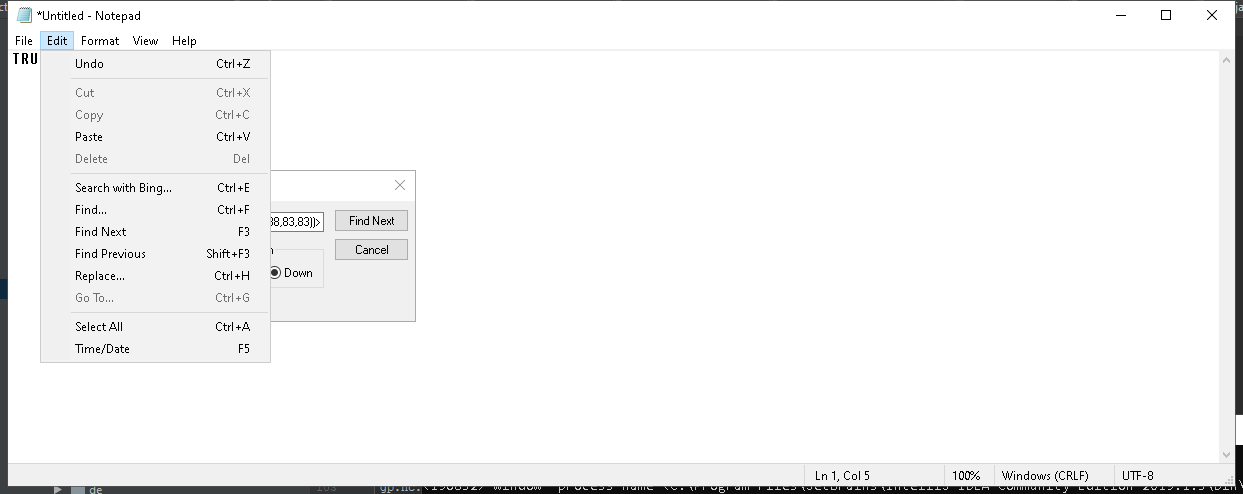 *Untitled - Notepad
File Edit Format View Help
TRU
Undo Ctrl+Z
Cut Ctrl+X
Copy Ctrl+C
Paste Ctrl+V
Delete Del
Search with Bing... Ctrl+E
Find... Ctrl+F
Find Next F3
Find Previous Shift+F3
Replace... Ctrl+H
Go To... Ctrl+G
Select All Ctrl+A
Time/Date F5
38,83,83])> Find Next
Cancel
Down
Ln 1, Col 5 100% Windows (CRLF) UTF-8
de